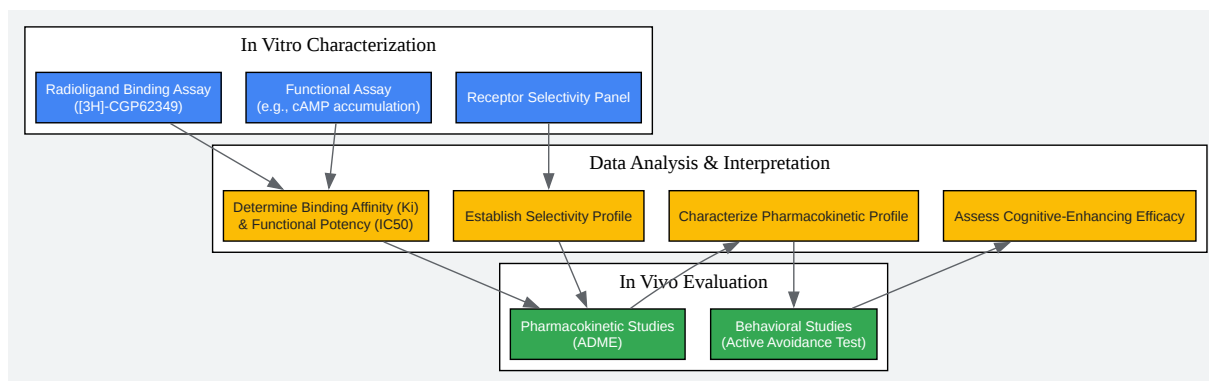 In Vitro Characterization
Radioligand Binding Assay
([3H]-CGP62349)
Functional Assay
(e.g., cAMP accumulation)
Receptor Selectivity Panel
Data Analysis & Interpretation
Determine Binding Affinity (Ki)
& Functional Potency (IC50)
Establish Selectivity Profile
Characterize Pharmacokinetic Profile
Assess Cognitive-Enhancing Efficacy
In Vivo Evaluation
Pharmacokinetic Studies
(ADME)
Behavioral Studies
(Active Avoidance Test)